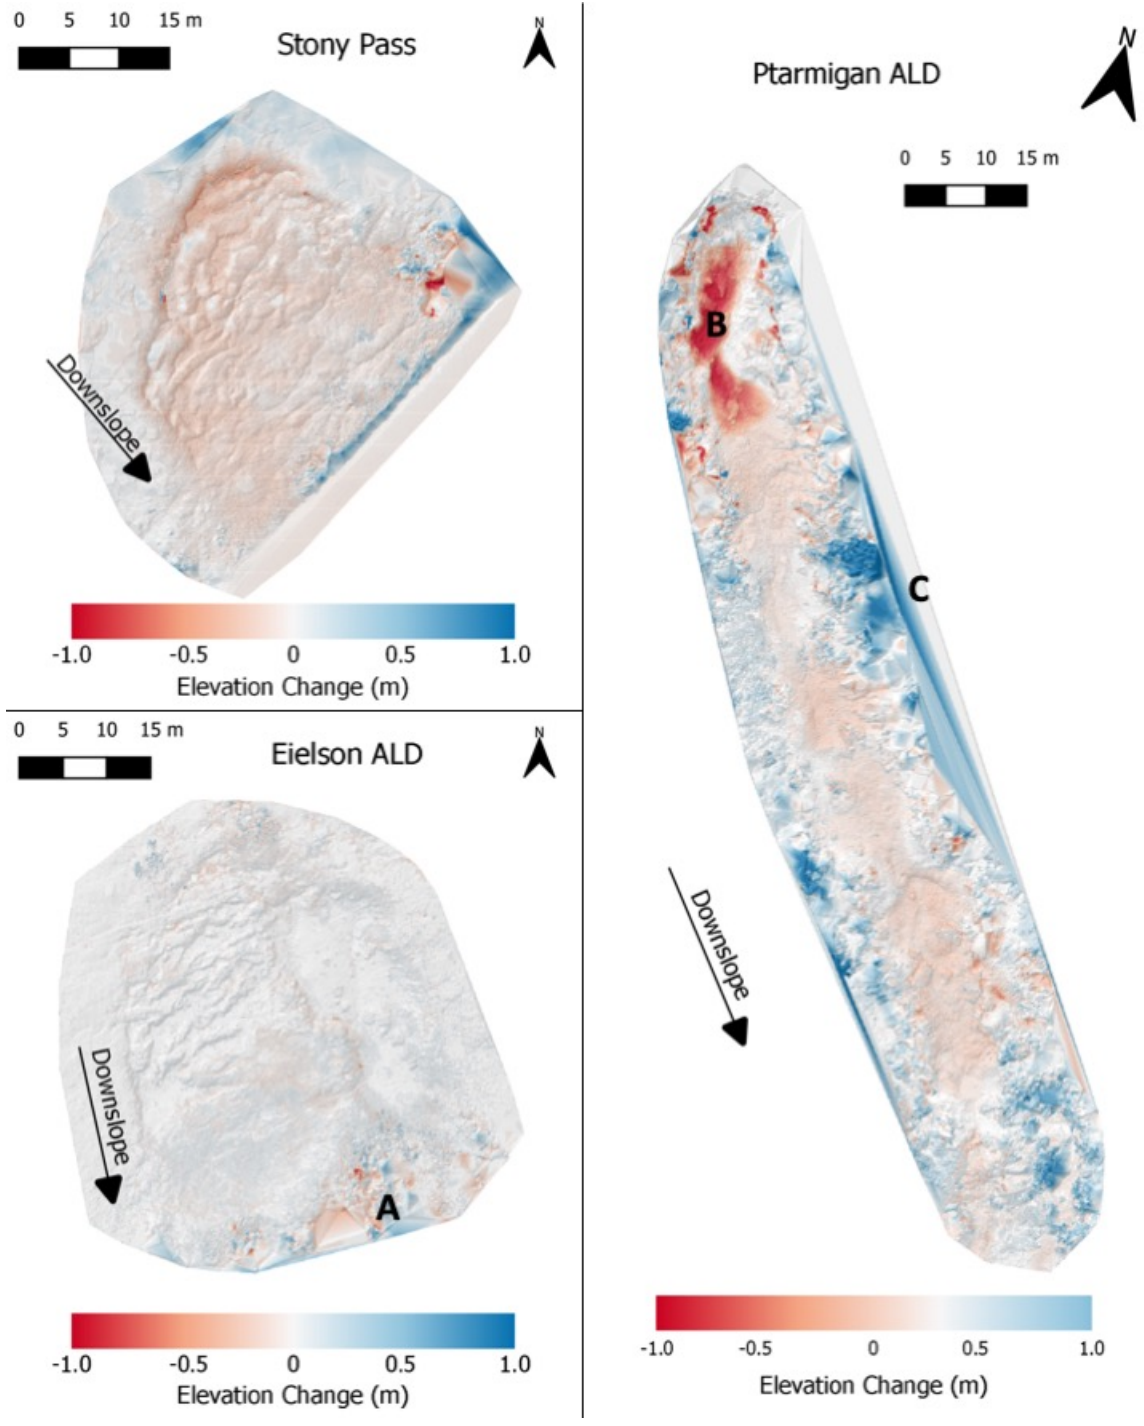 0 5 10 15 m
Stony Pass
N
Downslope
-1.0 -0.5 0 0.5 1.0
Elevation Change (m)
0 5 10 15 m
Eielson ALD
N
Downslope
A
-1.0 -0.5 0 0.5 1.0
Elevation Change (m)
Ptarmigan ALD
N
0 5 10 15 m
B
C
Downslope
-1.0 -0.5 0 0.5 1.0
Elevation Change (m)